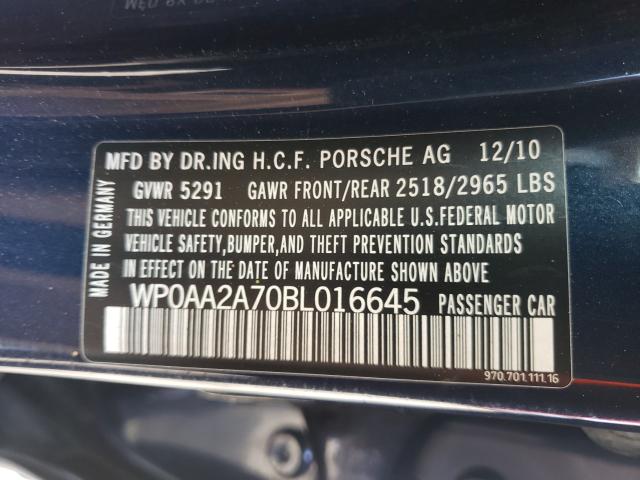 MFD BY DR.ING H.C.F. PORSCHE AG 12/10
GVWR 5291 GAWR FRONT/REAR 2518/2965 LBS
THIS VEHICLE CONFORMS TO ALL APPLICABLE U.S.FEDERAL MOTOR
VEHICLE SAFETY,BUMPER,AND THEFT PREVENTION STANDARDS
IN EFFECT ON THE DATE OF MANUFACTURE SHOWN ABOVE.
WP0AA2A70BL016645 PASSENGER CAR
970.701.111.16
MADE IN GERMANY